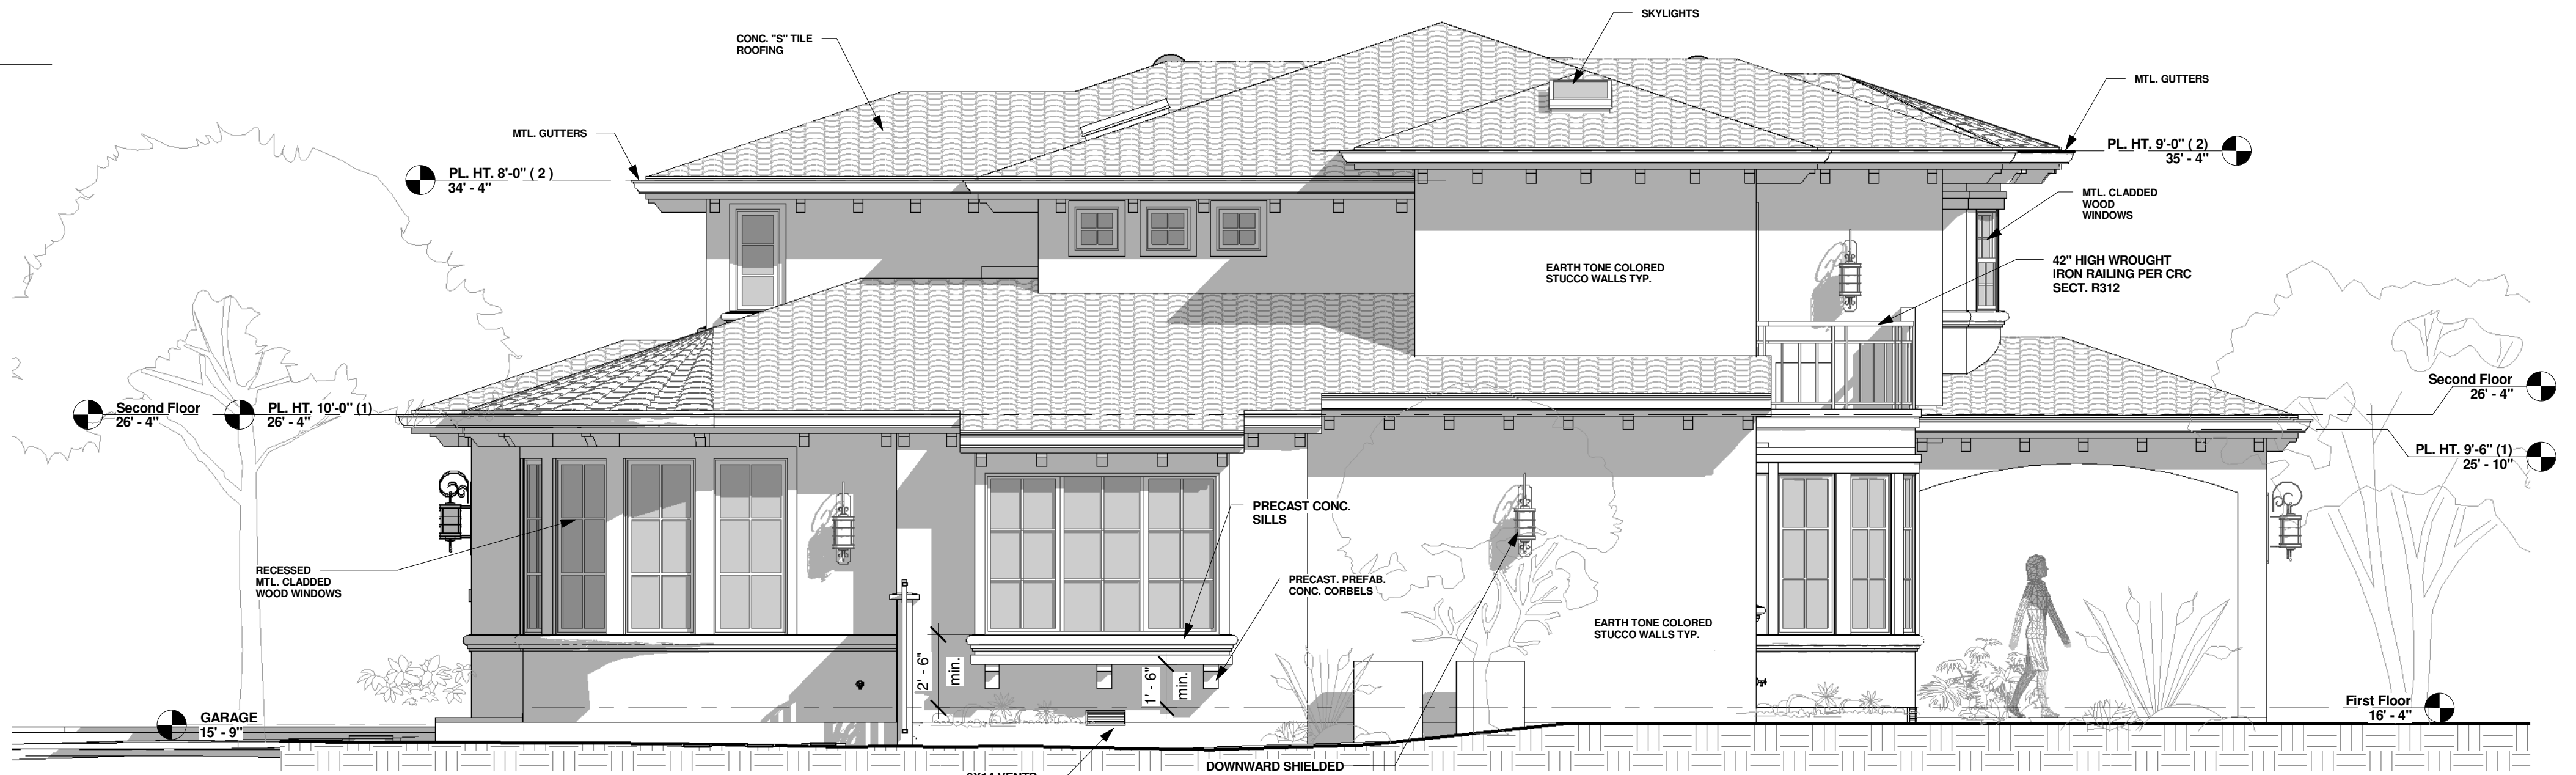 SKYLIGHTS
CONC. "S" TILE
ROOFING
MTL. GUTTERS
MTL. GUTTERS
PL. HT. 9'-0" ( 2)
35' - 4"
PL. HT. 8'-0" ( 2 )
34' - 4"
MTL. CLADDED
WOOD
WINDOWS
42" HIGH WROUGHT
IRON RAILING PER CRC
SECT. R312
EARTH TONE COLORED
STUCCO WALLS TYP.
Second Floor
26' - 4"
PL. HT. 10'-0" (1)
26' - 4"
Second Floor
26' - 4"
PL. HT. 9'-6" (1)
25' - 10"
PRECAST CONC.
SILLS
RECESSED
MTL. CLADDED
WOOD WINDOWS
PRECAST. PREFAB.
CONC. CORBELS
EARTH TONE COLORED
STUCCO WALLS TYP.
2' - 6"
min.
1' - 6"
min.
GARAGE
15' - 9"
First Floor
16' - 4"
DOWNWARD SHIELDED
VENTS